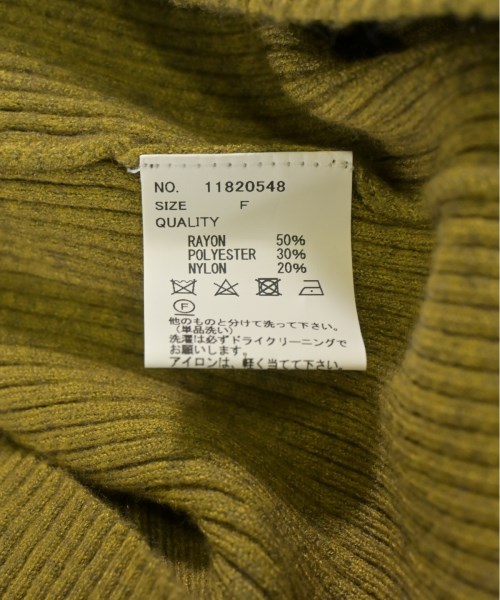 NO. 11820548
SIZE F
QUALITY
RAYON 50%
POLYESTER 30%
NYLON 20%
F
他のものと分けて洗って下さい。
（単品洗い）
洗濯は必ずドライクリーニングで
お願いします。
アイロンは、軽く当てて下さい。